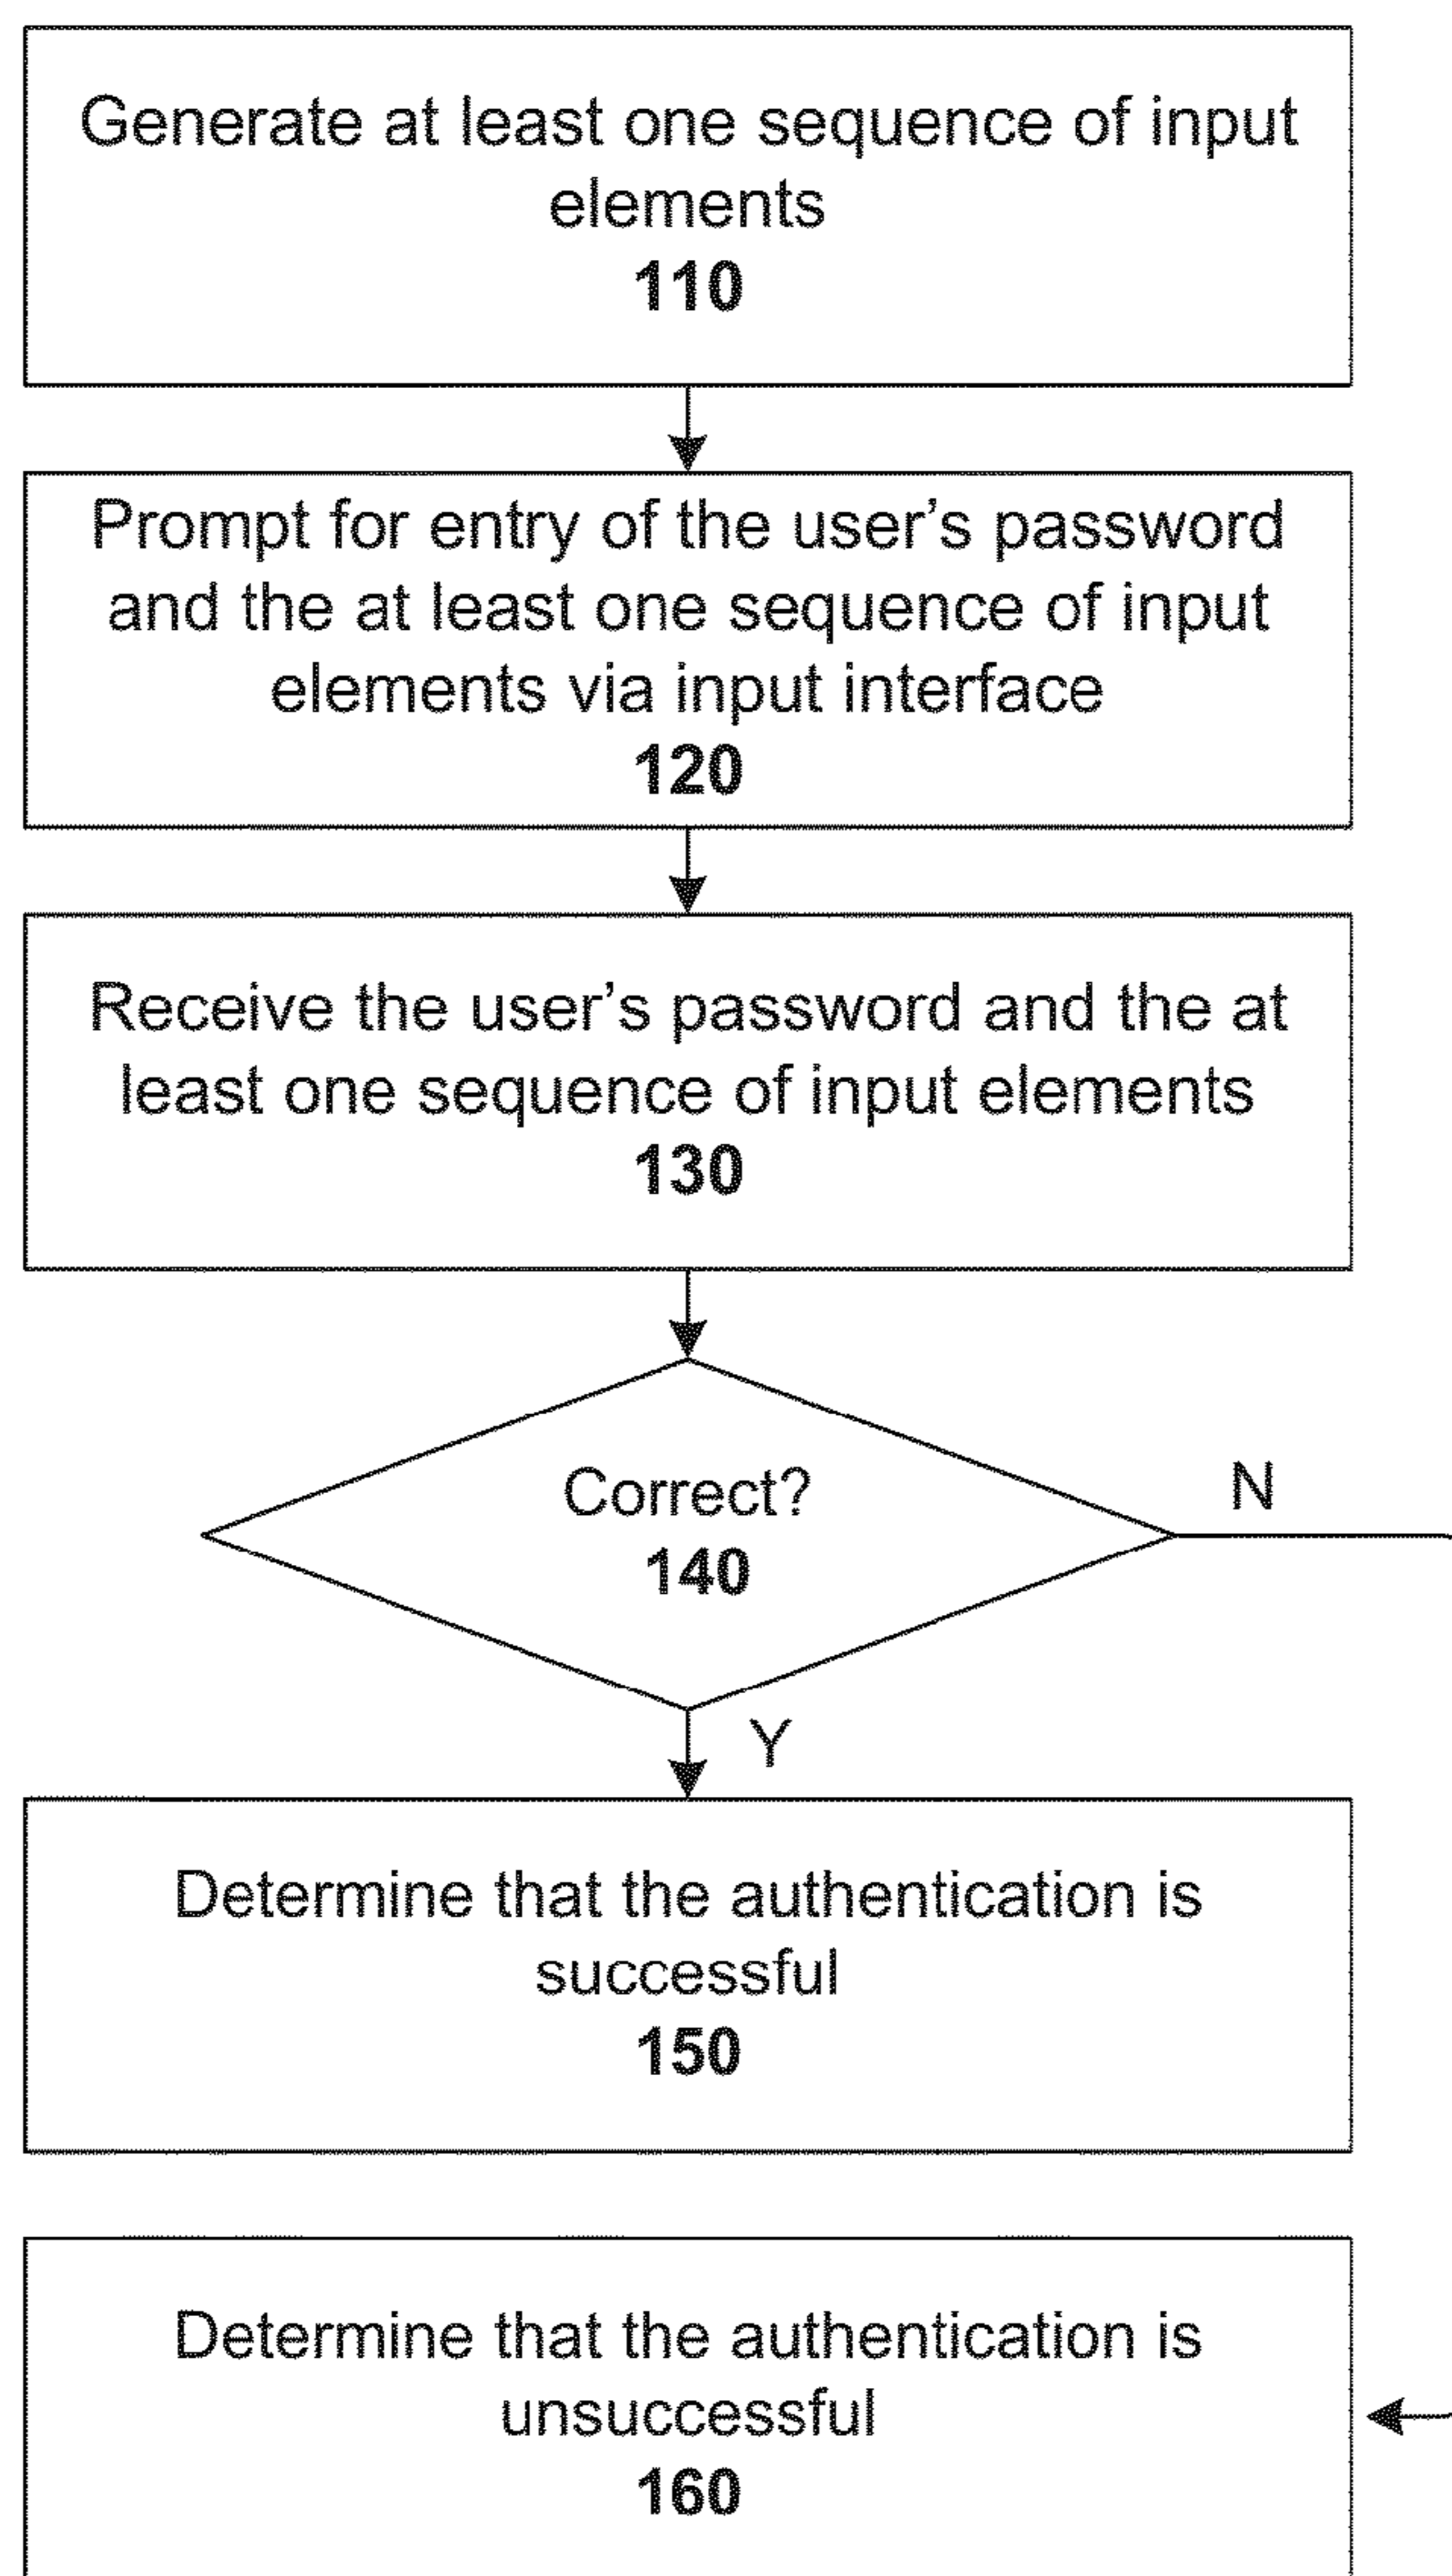 Generate at least one sequence of input
elements
110
Prompt for entry of the user’s password
and the at least one sequence of input
elements via input interface
120
Receive the user’s password and the at
least one sequence of input elements
130
Correct?
140
N
Y
Determine that the authentication is
successful
150
Determine that the authentication is
unsuccessful
160